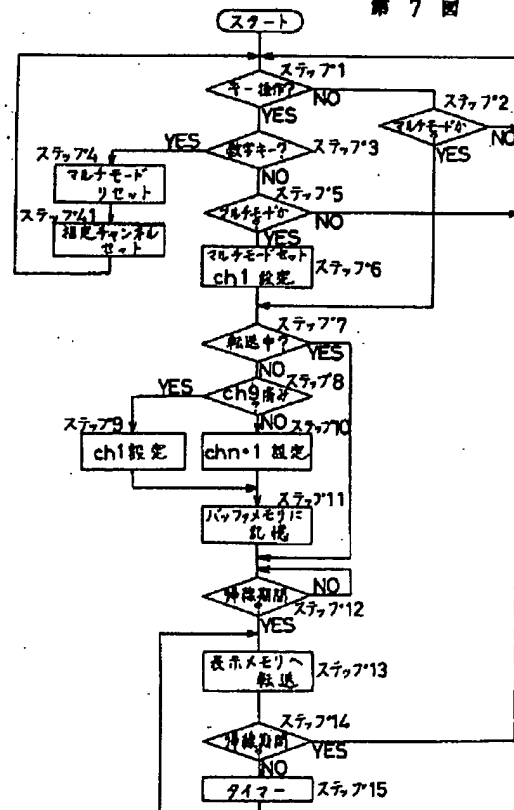 第 7 図
スタート
ステップ1
キー操作?
NO
YES
ステップ2
マルチモードか
NO
YES
ステップ3
数字キー?
YES
NO
ステップ4
マルチモード
リセット
ステップ41
指定チャンネル
セット
ステップ5
マルチモードか
NO
YES
マルチモードセット
ch1 設定
ステップ6
ステップ7
転送中?
YES
NO
ステップ8
ch9済み
YES
NO
ステップ9
ch1設定
ステップ10
chn+1 設定
ステップ11
バッファメモリに
記憶
帰線期間
NO
ステップ12
YES
表示メモリへ
転送
ステップ13
ステップ14
帰線期間
YES
NO
タイマー
ステップ15